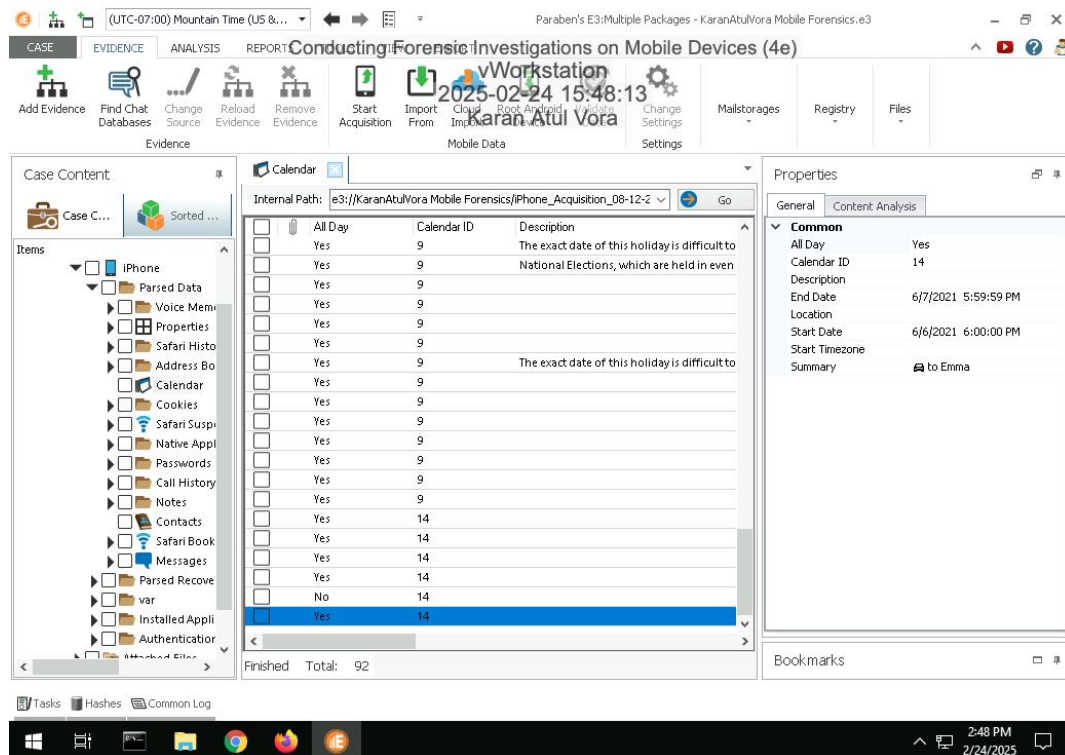 (UTC-07:00) Mountain Time (US &...
Paraben's E3:Multiple Packages - KaranAtulVora Mobile Forensics.e3
CASE EVIDENCE ANALYSIS REPORTS
Conducting Forensic Investigations on Mobile Devices (4e)
vWorkstation
2025-02-24 15:48:13
Karan Atul Vora
Add Evidence
Find Chat Databases
Change Source
Reload Evidence
Remove Evidence
Start Acquisition
Import From
Cloud Import
Root Android Device
Change Settings
Mailstorages
Registry
Files
Evidence
Mobile Data
Settings
Case Content
Case C...
Sorted ...
Items
iPhone
Parsed Data
Voice Mem
Properties
Safari Histo
Address Bo
Calendar
Cookies
Safari Susp
Native Appl
Passwords
Call History
Notes
Contacts
Safari Book
Messages
Parsed Recove
var
Installed Appli
Authentication
Attached Files
Calendar
Internal Path: e3://KaranAtulVora Mobile Forensics/iPhone_Acquisition_08-12-2 Go
All Day Calendar ID Description
Yes 9 The exact date of this holiday is difficult to
Yes 9 National Elections, which are held in even
Yes 9
Yes 9
Yes 9
Yes 9
Yes 9 The exact date of this holiday is difficult to
Yes 9
Yes 9
Yes 9
Yes 9
Yes 9
Yes 9
Yes 9
Yes 14
Yes 14
Yes 14
Yes 14
No 14
Yes 14
Finished Total: 92
Properties
General Content Analysis
Common
All Day Yes
Calendar ID 14
Description
End Date 6/7/2021 5:59:59 PM
Location
Start Date 6/6/2021 6:00:00 PM
Start Timezone
Summary 🚘 to Emma
Bookmarks
Tasks Hashes Common Log
2:48 PM
2/24/2025